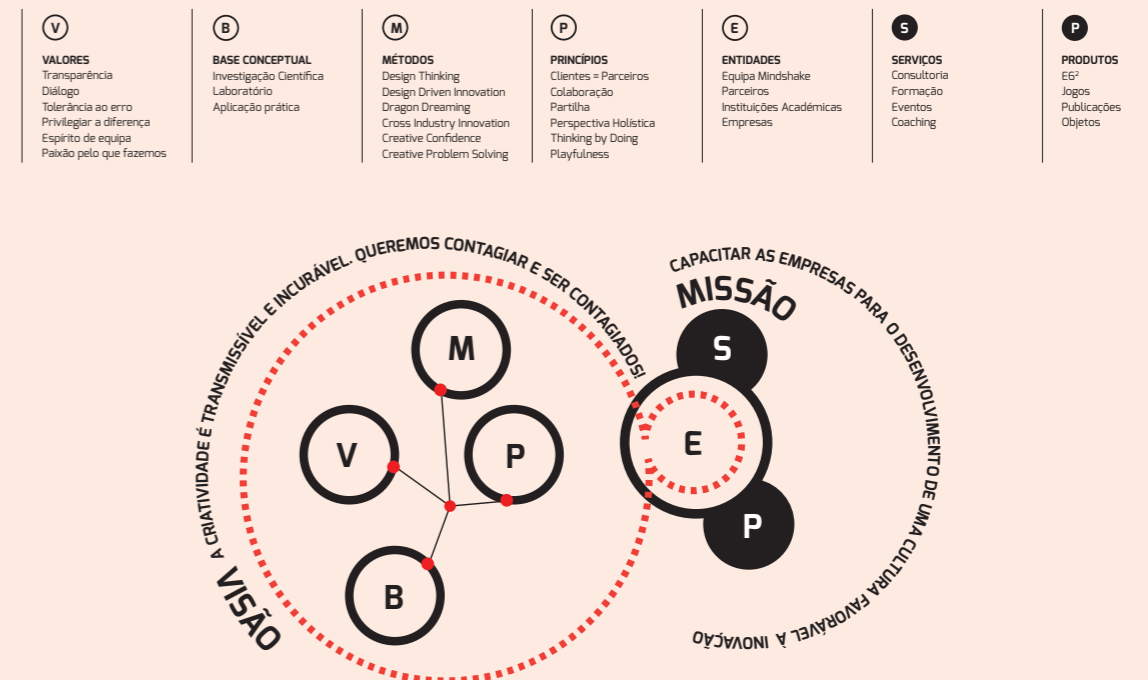 V
VALORES
Transparência
Diálogo
Tolerância ao erro
Privilegiar a diferença
Espírito de equipa
Paixão pelo que fazemos
B
BASE CONCEPTUAL
Investigação Científica
Laboratório
Aplicação prática
M
MÉTODOS
Design Thinking
Design Driven Innovation
Dragon Dreaming
Cross Industry Innovation
Creative Confidence
Creative Problem Solving
P
PRINCÍPIOS
Clientes = Parceiros
Colaboração
Partilha
Perspectiva Holística
Thinking by Doing
Playfulness
E
ENTIDADES
Equipa Mindshake
Parceiros
Instituições Académicas
Empresas
S
SERVIÇOS
Consultoria
Formação
Eventos
Coaching
P
PRODUTOS
E6²
Jogos
Publicações
Objetos
VISÃO
A CRIATIVIDADE É TRANSMISSÍVEL E INCURÁVEL. QUEREMOS CONTAGIAR E SER CONTAGIADOS!
M
V
P
B
MISSÃO
CAPACITAR AS EMPRESAS PARA O DESENVOLVIMENTO DE UMA CULTURA FAVORÁVEL À INOVAÇÃO
S
E
P